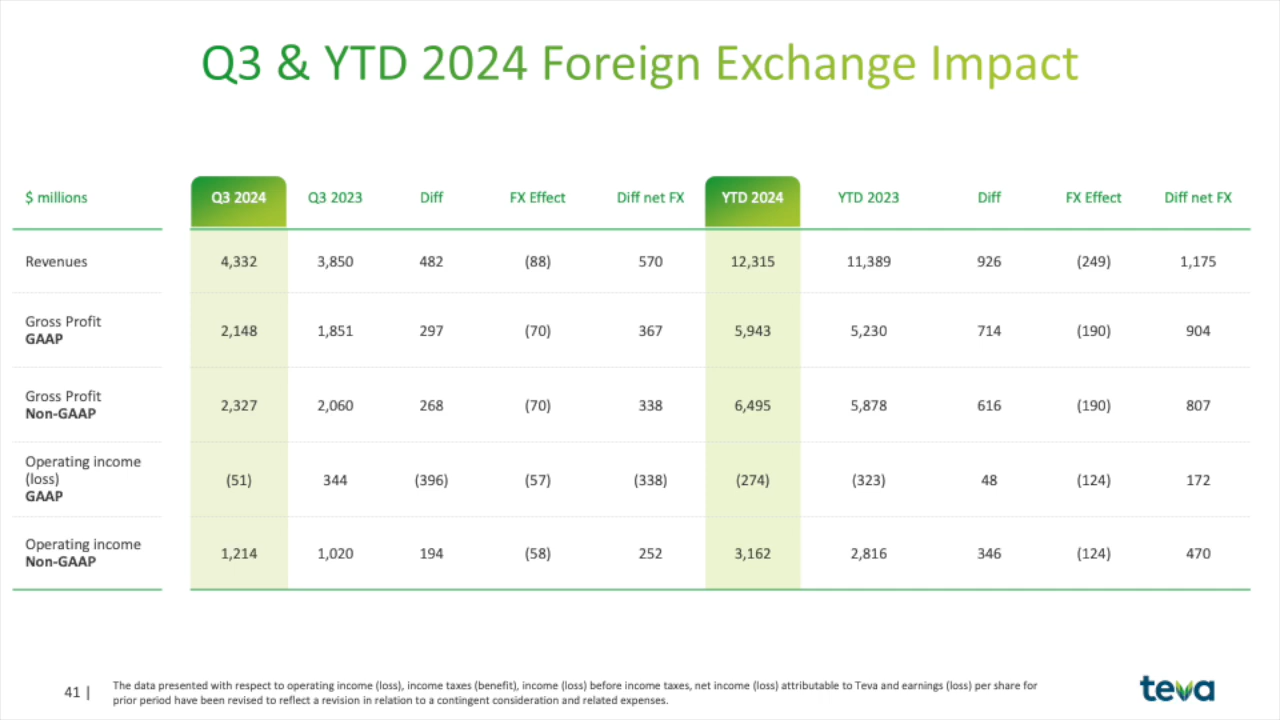 Q3 & YTD 2024 Foreign Exchange Impact
$ millions Q3 2024 Q3 2023 Diff FX Effect Diff net FX YTD 2024 YTD 2023 Diff FX Effect Diff net FX
Revenues 4,332 3,850 482 (88) 570 12,315 11,389 926 (249) 1,175
Gross Profit
GAAP 2,148 1,851 297 (70) 367 5,943 5,230 714 (190) 904
Gross Profit
Non-GAAP 2,327 2,060 268 (70) 338 6,495 5,878 616 (190) 807
Operating income
(loss) (51) 344 (396) (57) (338) (274) (323) 48 (124) 172
GAAP
Operating income
Non-GAAP 1,214 1,020 194 (58) 252 3,162 2,816 346 (124) 470
41 |
The data presented with respect to operating income (loss), income taxes (benefit), income (loss) before income taxes, net income (loss) attributable to Teva and earnings (loss) per share for
prior period have been revised to reflect a revision in relation to a contingent consideration and related expenses.
teva